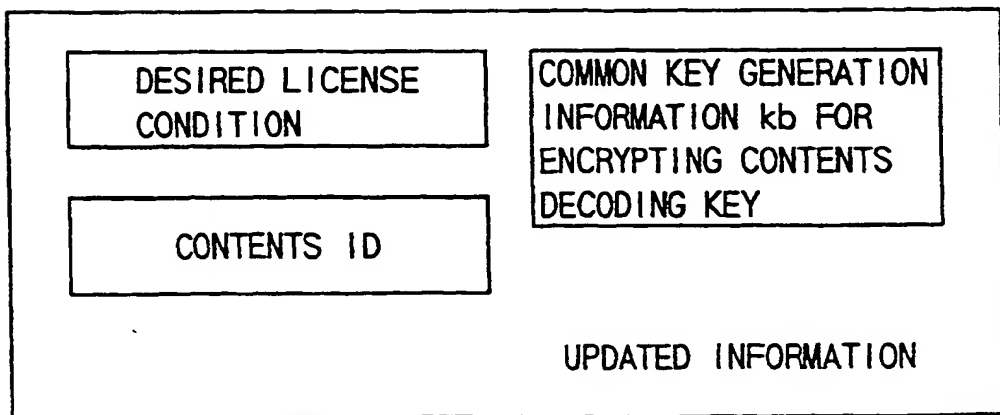 DESIRED LICENSE
CONDITION
COMMON KEY GENERATION
INFORMATION kb FOR
ENCRYPTING CONTENTS
DECODING KEY
CONTENTS ID
UPDATED INFORMATION